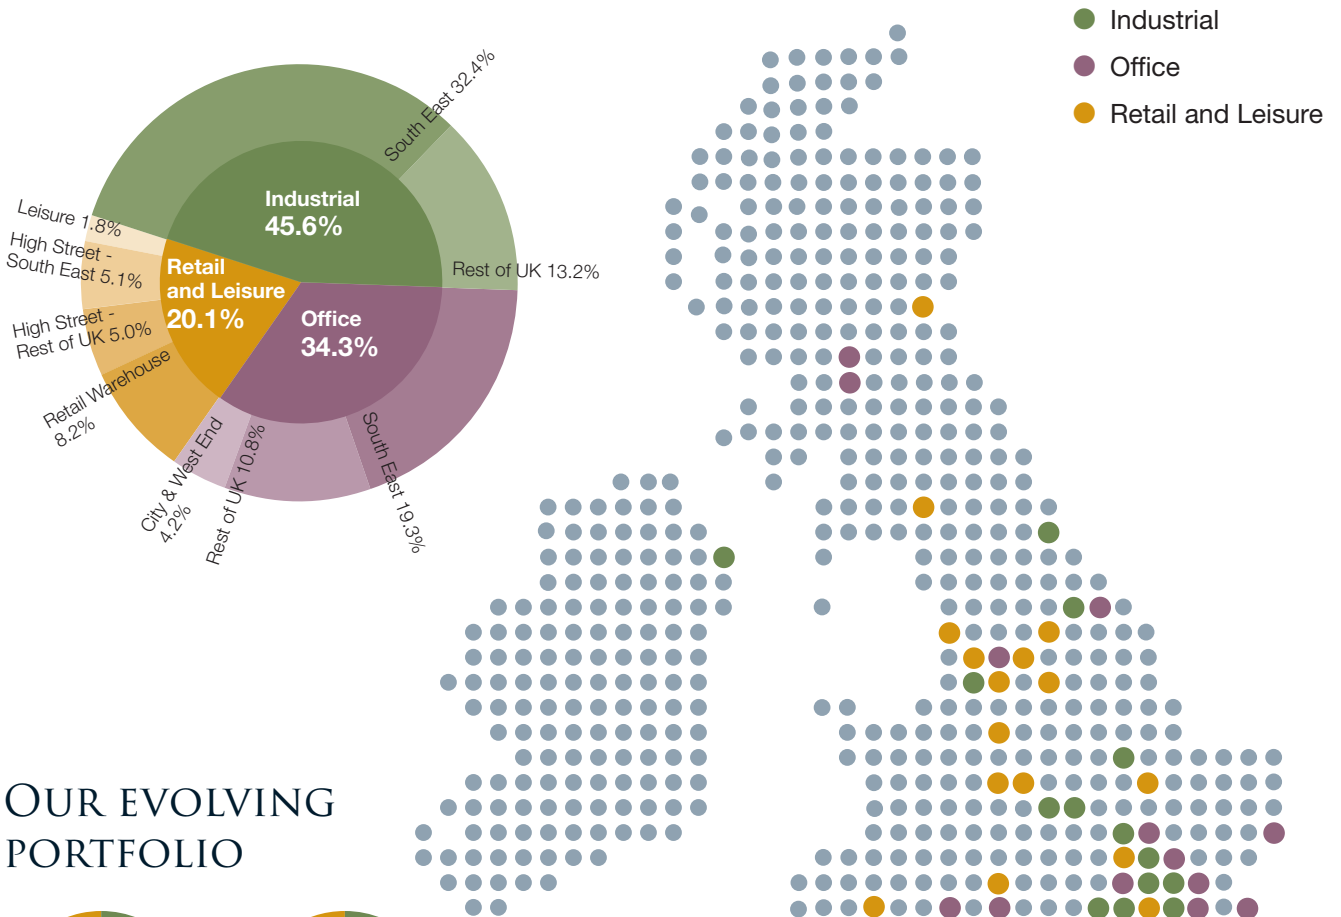 Industrial
Office
Retail and Leisure
South East 32.4%
Industrial
45.6%
Rest of UK 13.2%
Leisure 1.8%
High Street -
South East 5.1%
Retail
and Leisure
20.1%
High Street -
Rest of UK 5.0%
Office
34.3%
Retail Warehouse
8.2%
City & West End
4.2%
Rest of UK 10.8%
South East 19.3%
OUR EVOLVING
PORTFOLIO